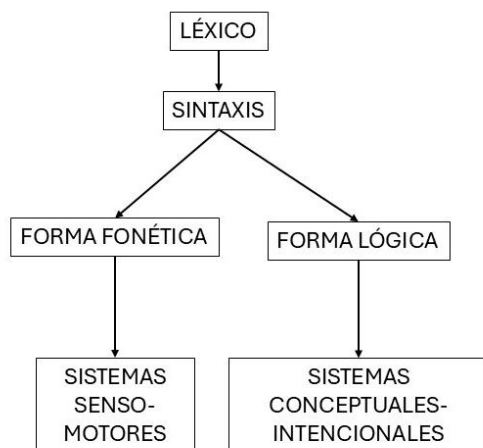 LÉXICO
SINTAXIS
FORMA FONÉTICA
FORMA LÓGICA
SISTEMAS
SENSO-
MOTORES
SISTEMAS
CONCEPTUALES-
INTENCIONALES